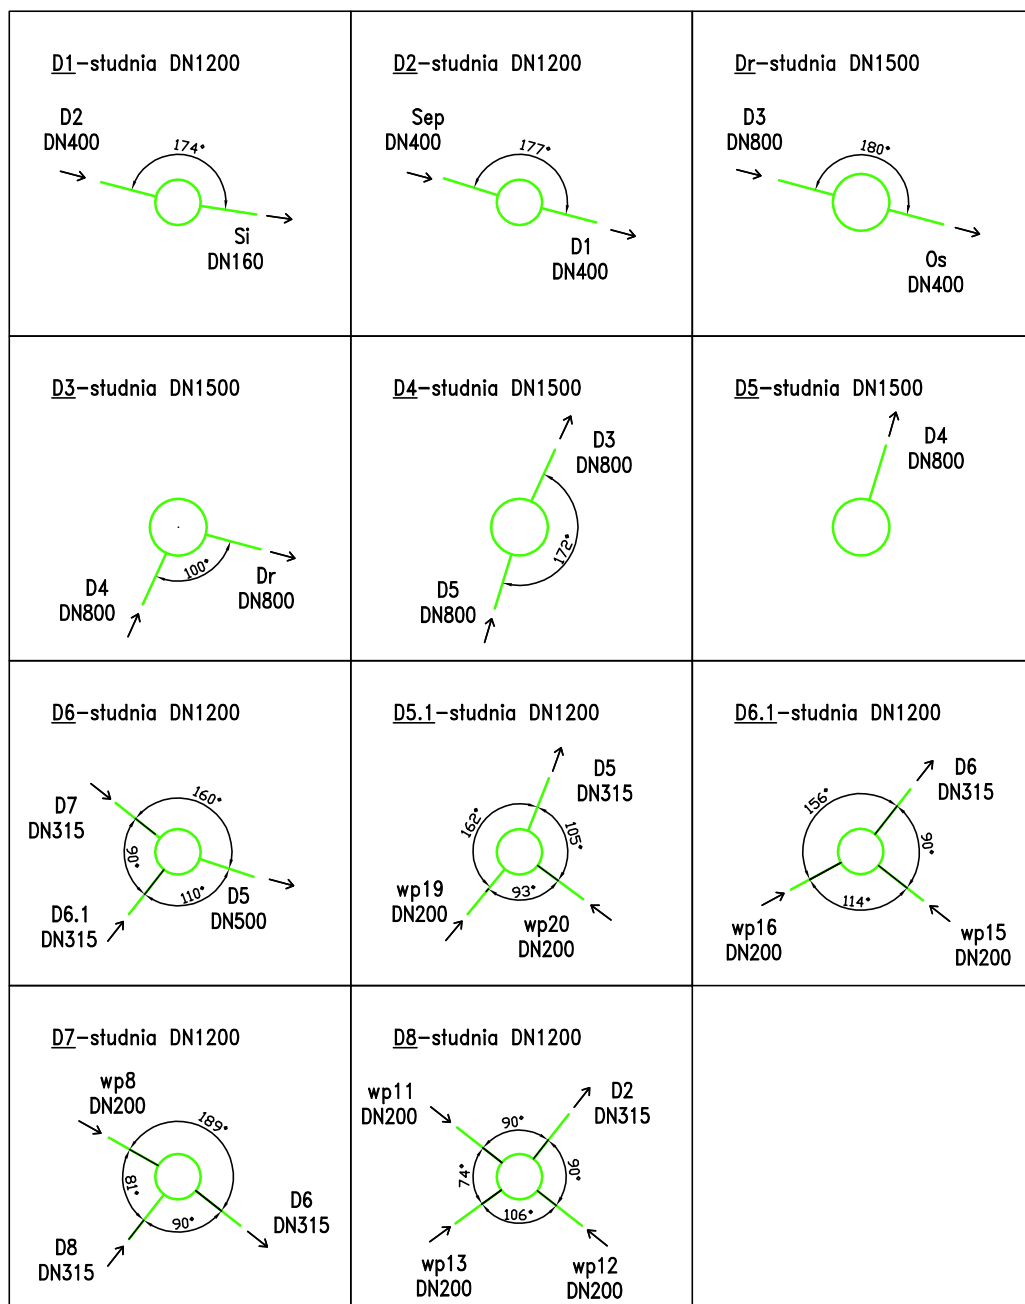 D1-studnia DN1200
D2
DN400
174°
Si
DN160
D2-studnia DN1200
Sep
DN400
177°
D1
DN400
Dr-studnia DN1500
D3
DN800
180°
Os
DN400
D3-studnia DN1500
100°
D4
DN800
Dr
DN800
D4-studnia DN1500
D3
DN800
172°
D5
DN800
D5-studnia DN1500
D4
DN800
D6-studnia DN1200
D7
DN315
160°
90°
110°
D5
DN500
D6.1
DN315
D5.1-studnia DN1200
D5
DN315
162°
105°
93°
wp19
DN200
wp20
DN200
D6.1-studnia DN1200
D6
DN315
156°
90°
114°
wp16
DN200
wp15
DN200
D7-studnia DN1200
wp8
DN200
189°
81°
90°
D6
DN315
D8
DN315
D8-studnia DN1200
wp11
DN200
D2
DN315
90°
74°
90°
106°
wp13
DN200
wp12
DN200